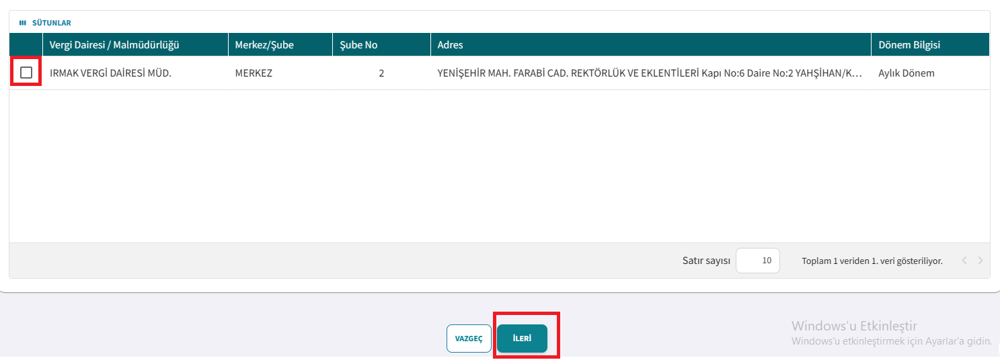 SÜTUNLAR
Vergi Dairesi / Malmüdürlüğü Merkez/Şube Şube No Adres Dönem Bilgisi
IRMAK VERGİ DAİRESİ MÜD. MERKEZ 2 YENİŞEHİR MAH. FARABİ CAD. REKTÖRLÜK VE EKLENTİLERİ Kapı No:6 Daire No:2 YAHŞİHAN/K... Aylık Dönem
Satır sayısı 10 Toplam 1 veriden 1. veri gösteriliyor.
VAZGEÇ İLERİ
Windows'u Etkinleştir
Windows'u etkinleştirmek için Ayarlar'a gidin.